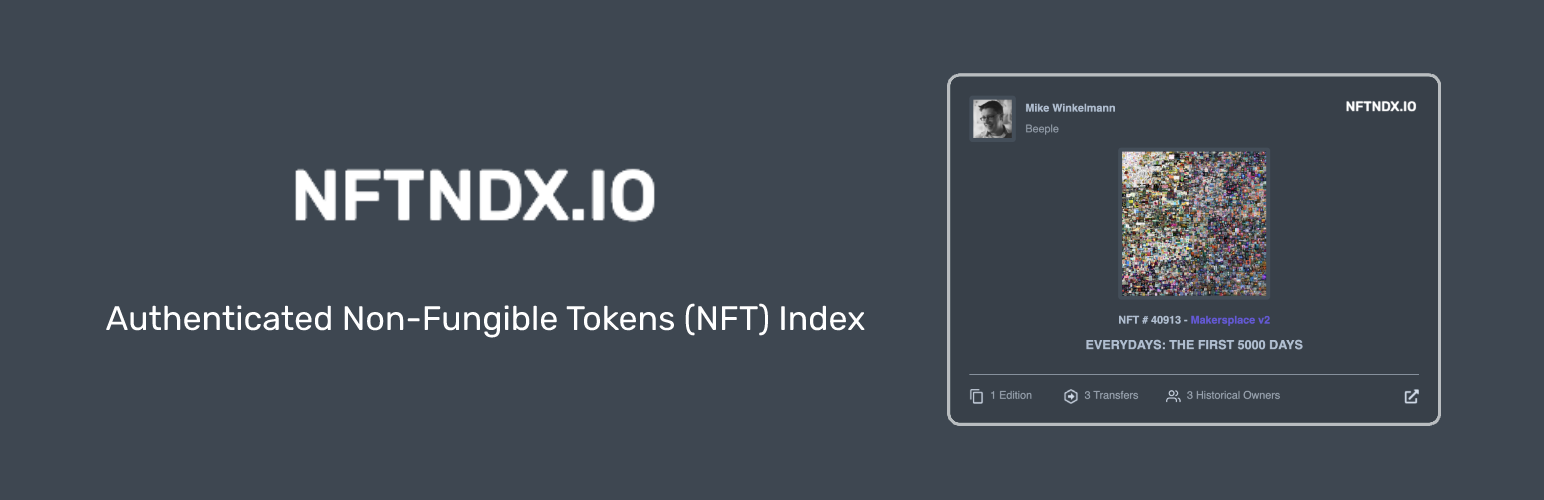 NFTNDX.IO
Authenticated Non-Fungible Tokens (NFT) Index
Mike Winkelmann
Beeple
NFTNDX.IO
NFT # 40913 - Makersplace v2
EVERYDAYS: THE FIRST 5000 DAYS
1 Edition 3 Transfers 3 Historical Owners